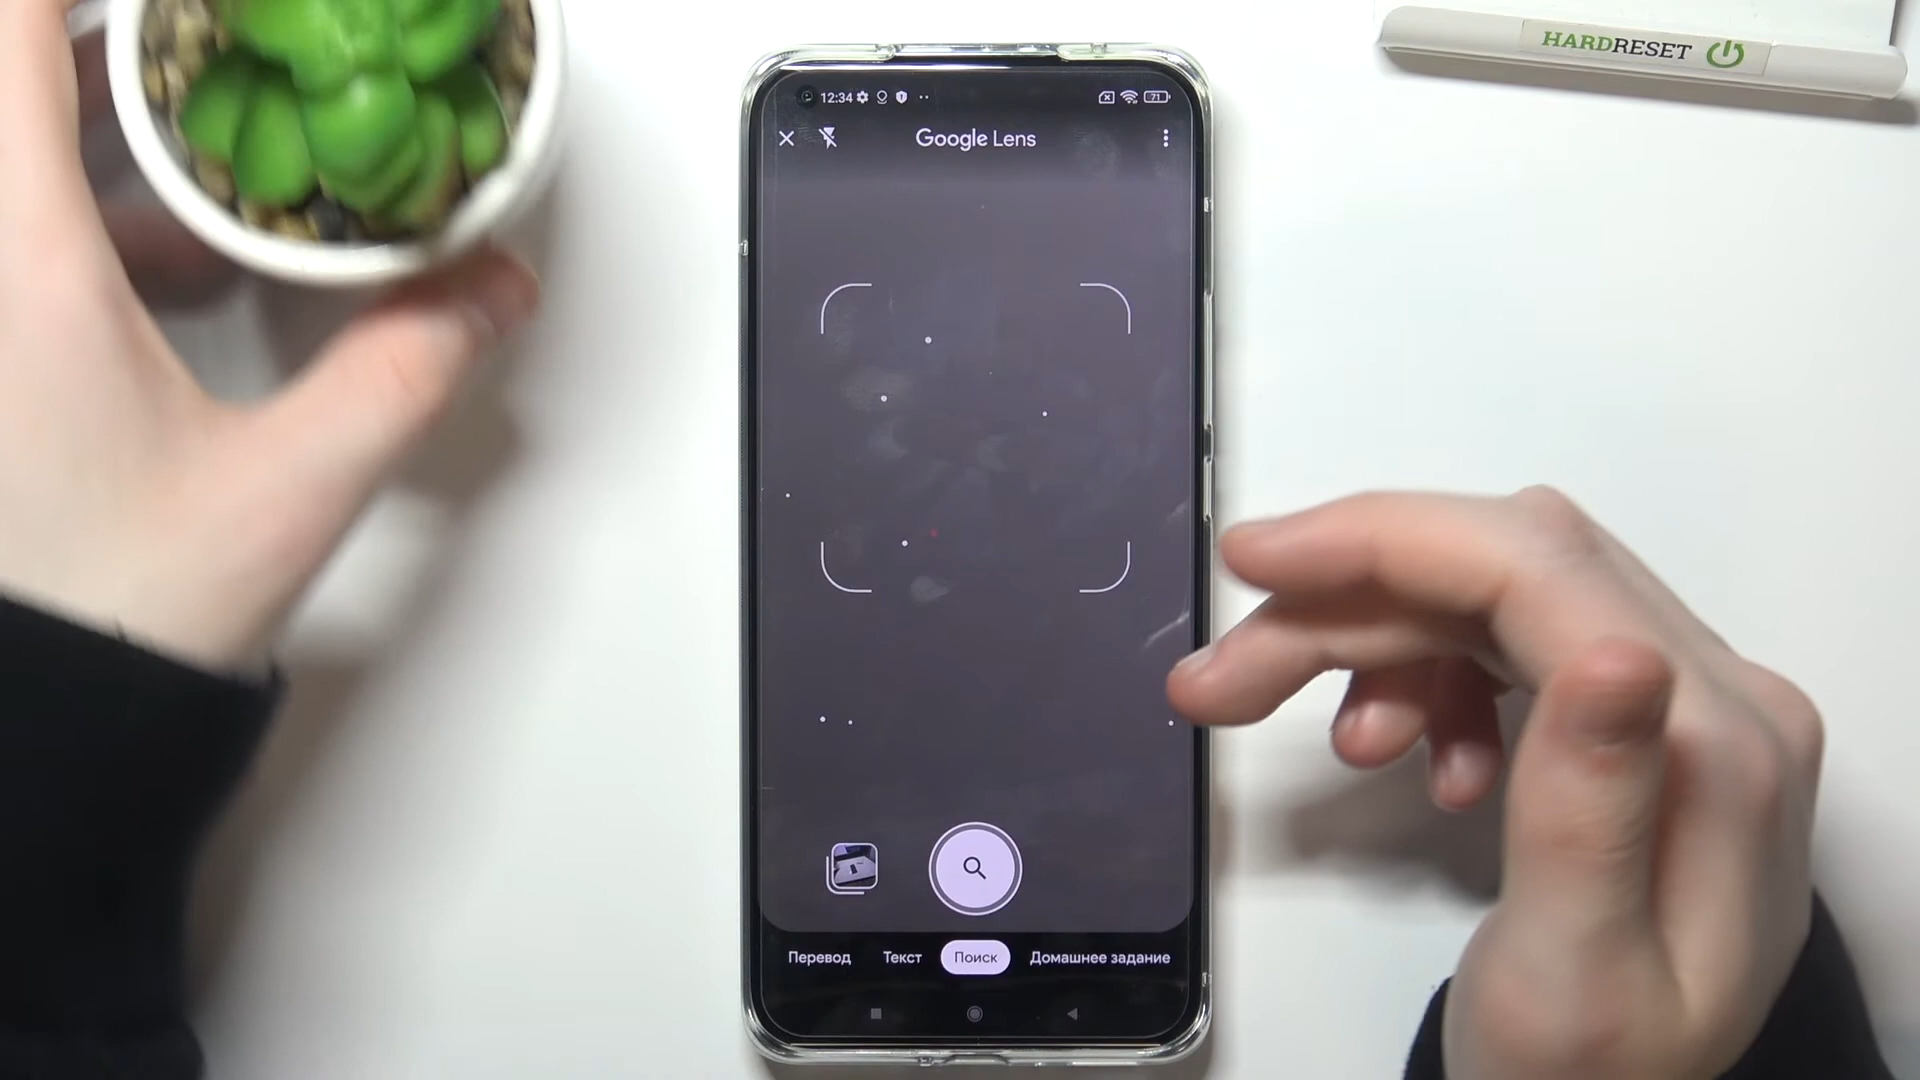 HARDRESET
12:34
71
Google Lens
Перевод Текст Поиск Домашнее задание